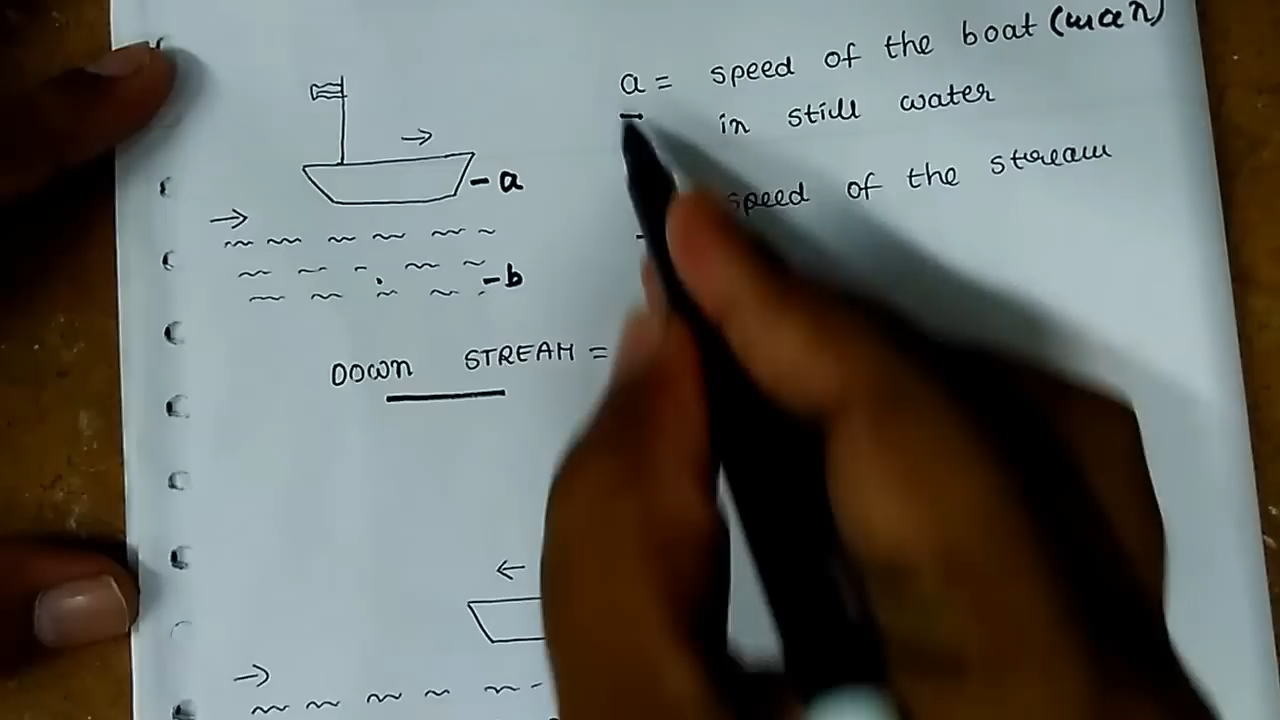 a = speed of the boat (man)
in still water
speed of the stream
- a
- b
DOWN STREAM =